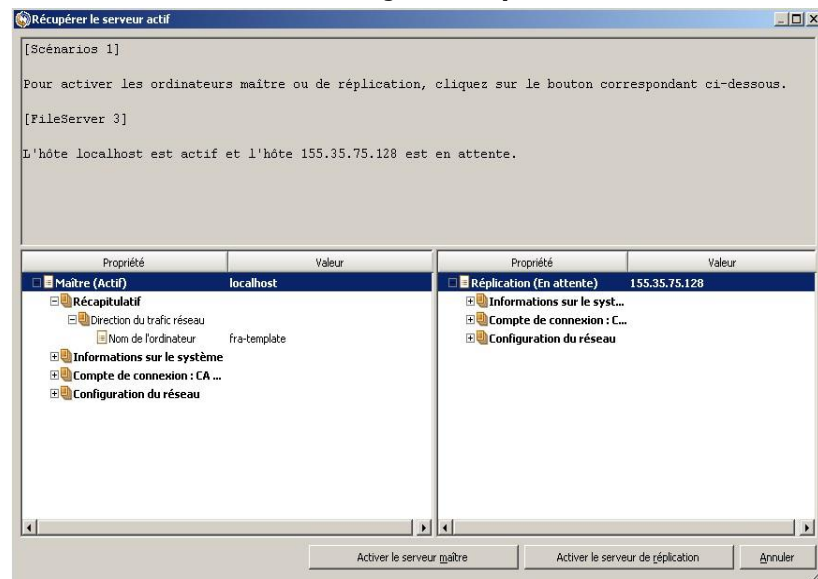 Récupérer le serveur actif
[Scénarios 1]
Pour activer les ordinateurs maître ou de réplication, cliquez sur le bouton correspondant ci-dessous.
[FileServer 3]
L'hôte localhost est actif et l'hôte 155.35.75.128 est en attente.
Propriété Valeur
Maître (Actif) localhost
Récapitulatif
Direction du trafic réseau
Nom de l'ordinateur fra-template
Informations sur le système
Compte de connexion : CA ...
Configuration du réseau
Propriété Valeur
Réplication (En attente) 155.35.75.128
Informations sur le syst...
Compte de connexion : C...
Configuration du réseau
Activer le serveur maître Activer le serveur de réplication Annuler